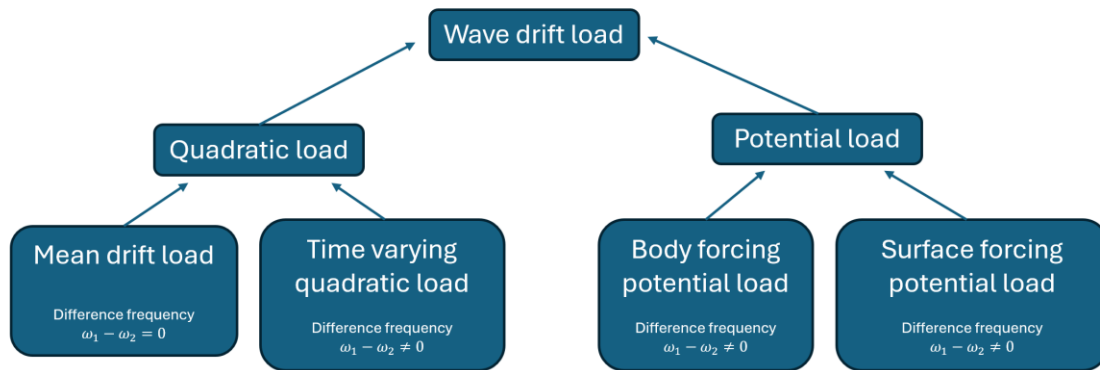 Wave drift load
Quadratic load
Potential load
Mean drift load
Difference frequency
ω₁ − ω₂ = 0
Time varying
quadratic load
Difference frequency
ω₁ − ω₂ ≠ 0
Body forcing
potential load
Difference frequency
ω₁ − ω₂ ≠ 0
Surface forcing
potential load
Difference frequency
ω₁ − ω₂ ≠ 0